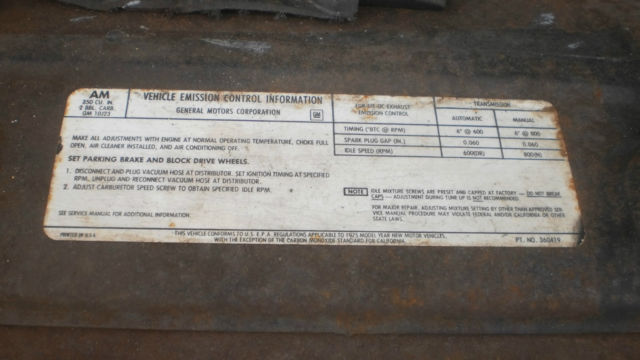 AM
VEHICLE EMISSION CONTROL INFORMATION
250 CU. IN.
2 BBL. CARB.
GM 10J23
GENERAL MOTORS CORPORATION
GM
EXHAUST
EMISSION CONTROL
TRANSMISSION
AUTOMATIC
MANUAL
TIMING (°BTC @ RPM)
6° @ 600
6° @ 800
SPARK PLUG GAP (IN.)
0.060
0.060
IDLE SPEED (RPM)
600(DR)
800(N)
MAKE ALL ADJUSTMENTS WITH ENGINE AT NORMAL OPERATING TEMPERATURE, CHOKE FULL
OPEN, AIR CLEANER INSTALLED, AND AIR CONDITIONING OFF.
SET PARKING BRAKE AND BLOCK DRIVE WHEELS.
1. DISCONNECT AND PLUG VACUUM HOSE AT DISTRIBUTOR. SET IGNITION TIMING AT SPECIFIED
RPM. UNPLUG AND RECONNECT VACUUM HOSE AT DISTRIBUTOR.
2. ADJUST CARBURETOR SPEED SCREW TO OBTAIN SPECIFIED IDLE RPM.
NOTE IDLE MIXTURE SCREWS ARE PRESET AND CAPPED AT FACTORY — DO NOT REMOVE
CAPS — ADJUSTMENT DURING TUNE UP IS NOT RECOMMENDED.
FOR MAJOR REPAIR, ADJUSTING MIXTURE SETTING BY OTHER THAN APPROVED SER-
VICE MANUAL PROCEDURE MAY VIOLATE FEDERAL AND/OR CALIFORNIA OR OTHER
STATE LAWS.
SEE SERVICE MANUAL FOR ADDITIONAL INFORMATION.
PRINTED IN U.S.A.
THIS VEHICLE CONFORMS TO U.S. E.P.A. REGULATIONS APPLICABLE TO 1975 MODEL YEAR NEW MOTOR VEHICLES,
WITH THE EXCEPTION OF THE CARBON MONOXIDE STANDARD FOR CALIFORNIA.
PT. NO. 360419